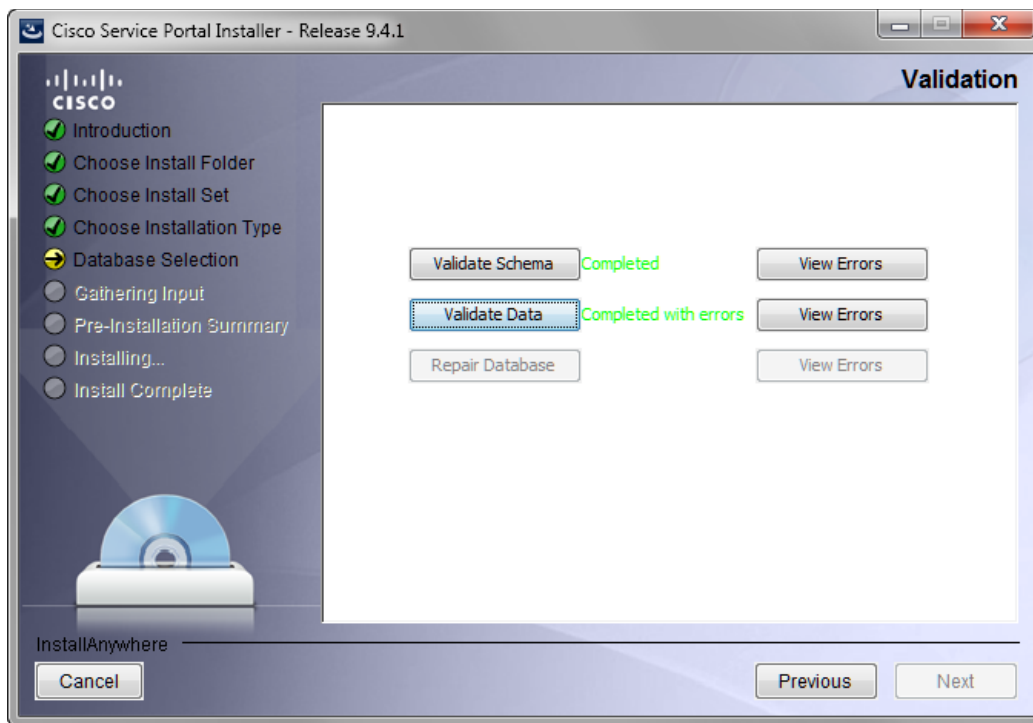 Cisco Service Portal Installer - Release 9.4.1
CISCO
Validation
Introduction
Choose Install Folder
Choose Install Set
Choose Installation Type
Database Selection
Gathering Input
Pre-Installation Summary
Installing...
Install Complete
Validate Schema Completed View Errors
Validate Data Completed with errors View Errors
Repair Database View Errors
InstallAnywhere
Cancel Previous Next